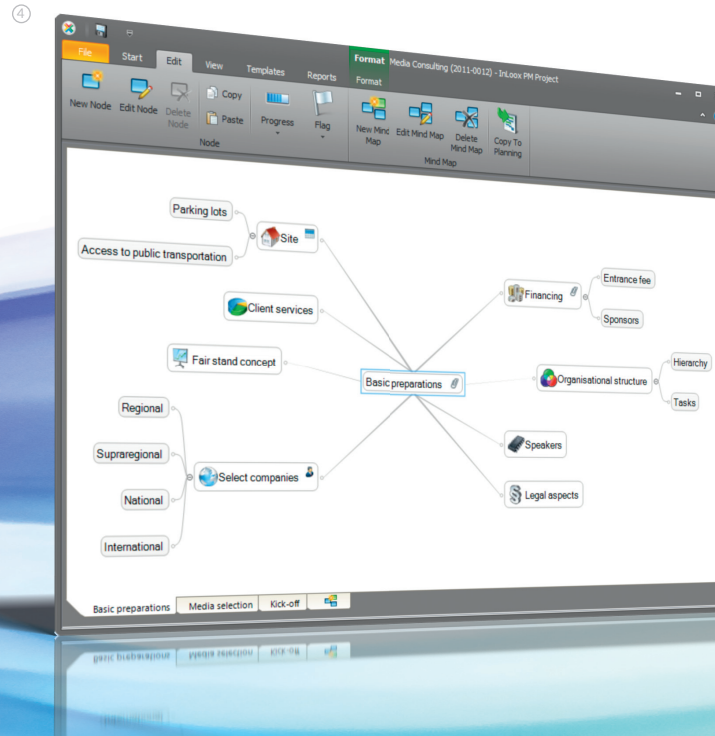 4
Format Media Consulting (2011-0012) - InLoox PM Project
File Start Edit View Templates Reports Format
New Node Edit Node Delete Node Copy Paste Progress Flag New Mind Map Edit Mind Map Delete Mind Map Copy To Planning
Node Mind Map
Parking lots
Site
Access to public transportation
Client services
Fair stand concept
Regional
Supraregional
Select companies
National
International
Basic preparations
Financing
Entrance fee
Sponsors
Organisational structure
Hierarchy
Tasks
Speakers
Legal aspects
Basic preparations Media selection Kick-off